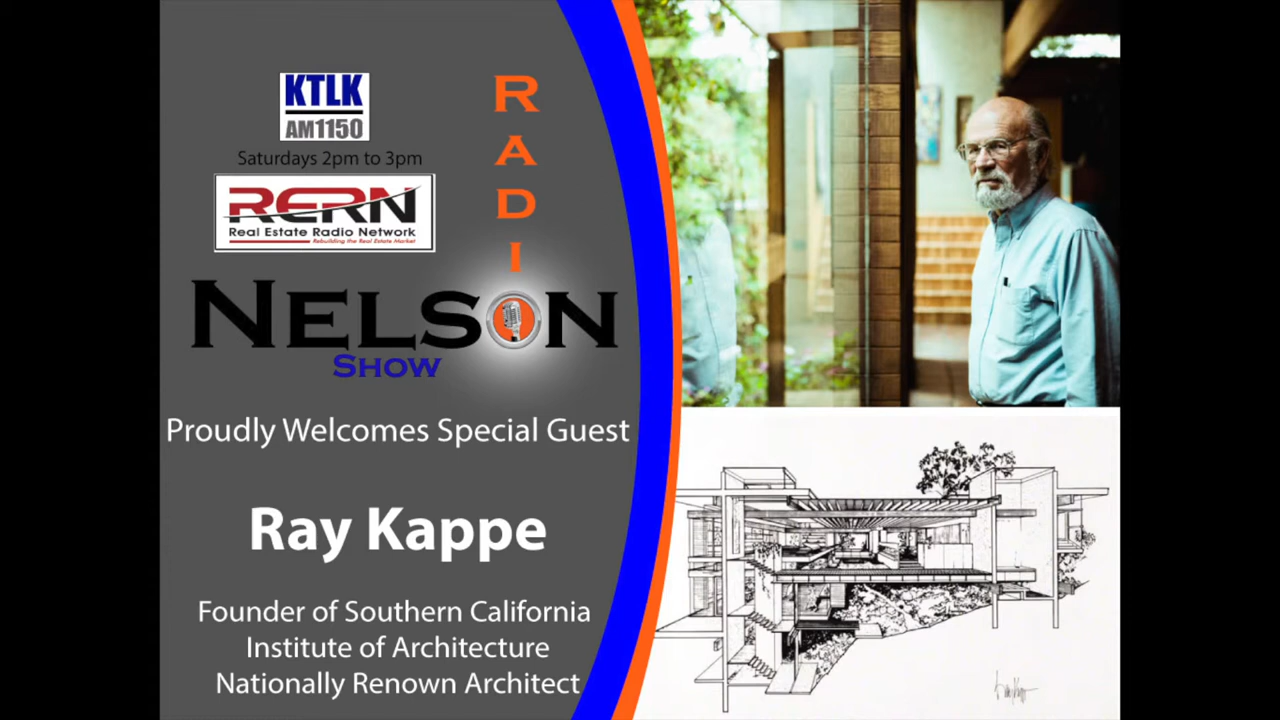 KTLK
AM1150
Saturdays 2pm to 3pm
RERN
Real Estate Radio Network
Rebuilding the Real Estate Market
RADIO
NELSON
SHOW
Proudly Welcomes Special Guest
Ray Kappe
Founder of Southern California
Institute of Architecture
Nationally Renown Architect